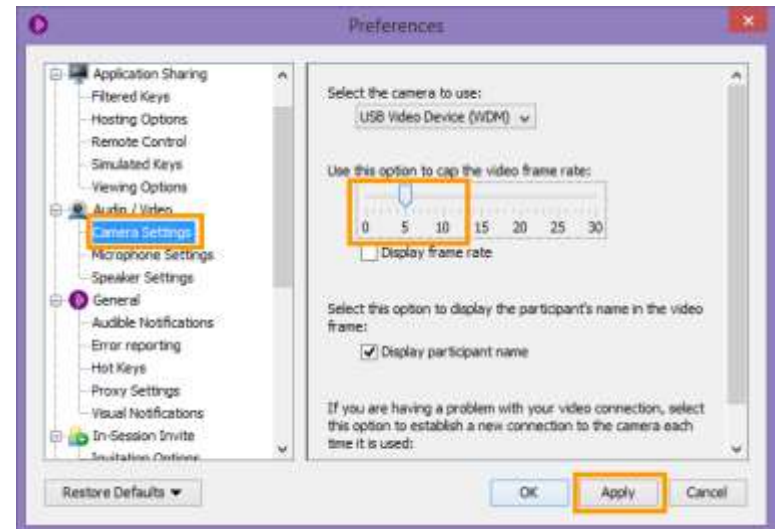 Preferences
Application Sharing
Filtered Keys
Hosting Options
Remote Control
Simulated Keys
Viewing Options
Audio / Video
Camera Settings
Microphone Settings
Speaker Settings
General
Audible Notifications
Error reporting
Hot Keys
Proxy Settings
Visual Notifications
In-Session Invite
Invitation Options
Select the camera to use:
USB Video Device (WDM)
Use this option to cap the video frame rate:
0 5 10 15 20 25 30
Display frame rate
Select this option to display the participant's name in the video
frame:
Display participant name
If you are having a problem with your video connection, select
this option to establish a new connection to the camera each
time it is used:
Restore Defaults
OK Apply Cancel